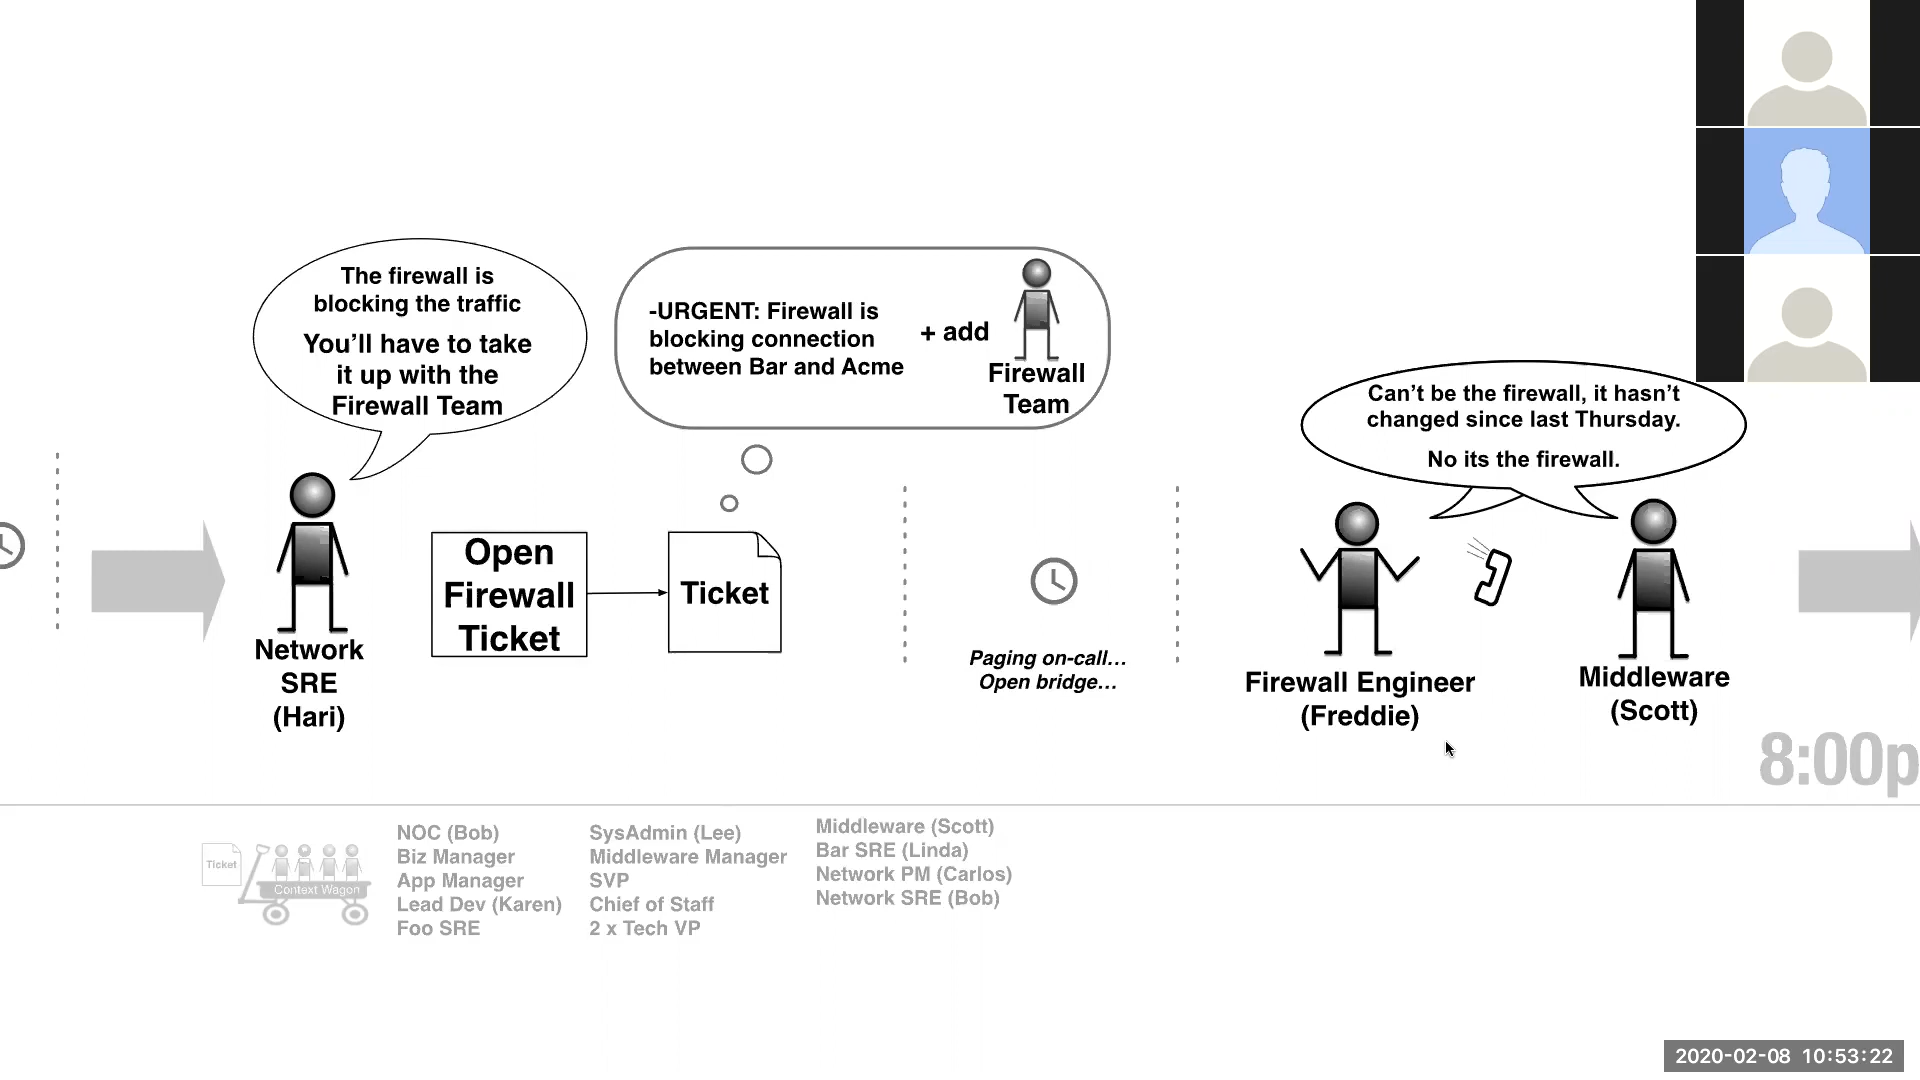 The firewall is
blocking the traffic
You'll have to take
it up with the
Firewall Team
-URGENT: Firewall is
blocking connection
between Bar and Acme
+ add
Firewall
Team
Can't be the firewall, it hasn't
changed since last Thursday.
No its the firewall.
Open
Firewall
Ticket
Ticket
Network
SRE
(Hari)
Paging on-call...
Open bridge...
Firewall Engineer
(Freddie)
Middleware
(Scott)
8:00p
Ticket
Context Wagon
NOC (Bob)
Biz Manager
App Manager
Lead Dev (Karen)
Foo SRE
SysAdmin (Lee)
Middleware Manager
SVP
Chief of Staff
2 x Tech VP
Middleware (Scott)
Bar SRE (Linda)
Network PM (Carlos)
Network SRE (Bob)
2020-02-08 10:53:22